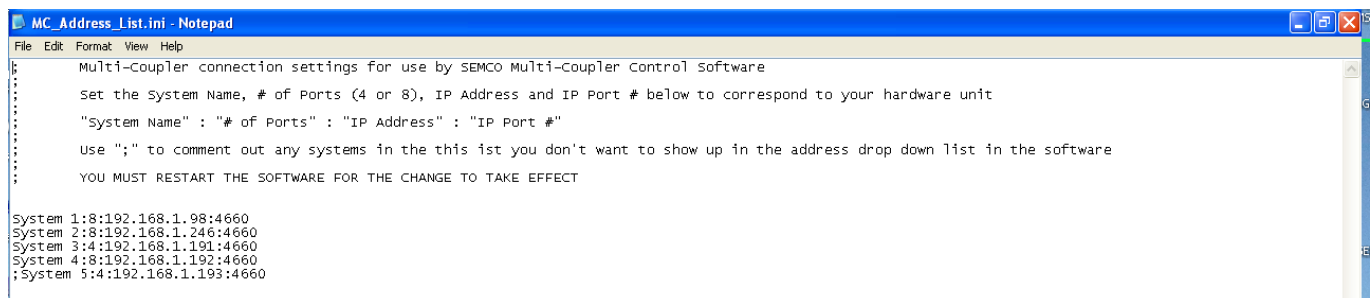 MC_Address_List.ini - Notepad
File Edit Format View Help
; Multi-Coupler connection settings for use by SEMCO Multi-Coupler Control Software
;
; Set the System Name, # of Ports (4 or 8), IP Address and IP Port # below to correspond to your hardware unit
;
; "System Name" : "# of Ports" : "IP Address" : "IP Port #"
;
; Use ";" to comment out any systems in the this ist you don't want to show up in the address drop down list in the software
;
; YOU MUST RESTART THE SOFTWARE FOR THE CHANGE TO TAKE EFFECT
System 1:8:192.168.1.98:4660
System 2:8:192.168.1.246:4660
System 3:4:192.168.1.191:4660
System 4:8:192.168.1.192:4660
;System 5:4:192.168.1.193:4660